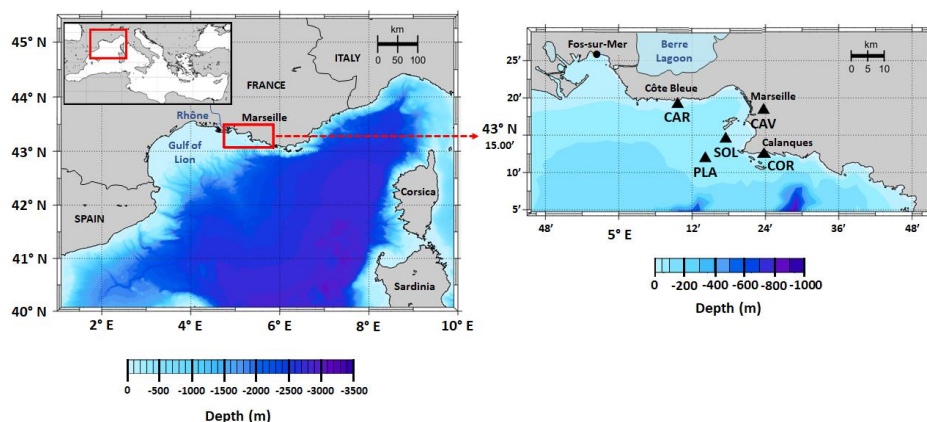 45° N
44° N
43° N
42° N
41° N
40° N
2° E
4° E
6° E
8° E
10° E
km
0 50 100
ITALY
FRANCE
Rhône
Marseille
Gulf of
Lion
Corsica
SPAIN
Sardinia
0 -500 -1000 -1500 -2000 -2500 -3000 -3500
Depth (m)
25'
20'
43° N
15.00'
10'
5'
48'
5° E
12'
24'
36'
48'
Fos-sur-Mer
Berre
Lagoon
km
0 5 10
Côte Bleue
Marseille
CAR
CAV
Calanques
SOL
PLA
COR
0 -200 -400 -600 -800 -1000
Depth (m)